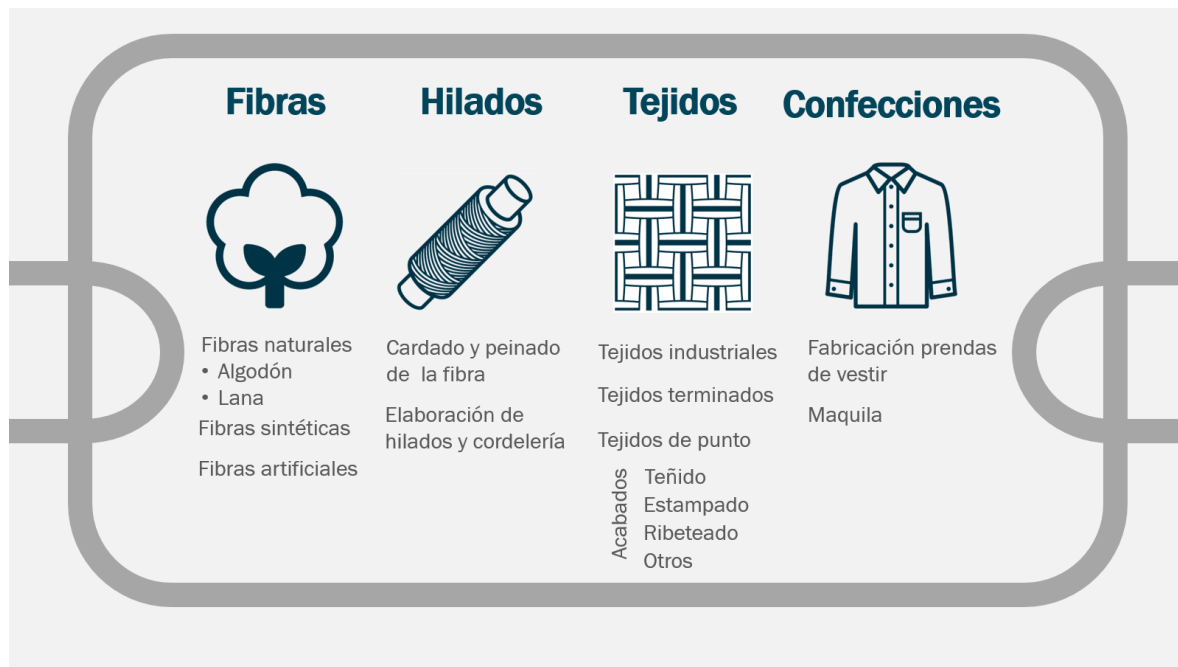 Fibras
Fibras naturales
• Algodón
• Lana
Fibras sintéticas
Fibras artificiales
Hilados
Cardado y peinado
de la fibra
Elaboración de
hilados y cordelería
Tejidos
Tejidos industriales
Tejidos terminados
Tejidos de punto
Acabados
Teñido
Estampado
Ribeteado
Otros
Confecciones
Fabricación prendas
de vestir
Maquila